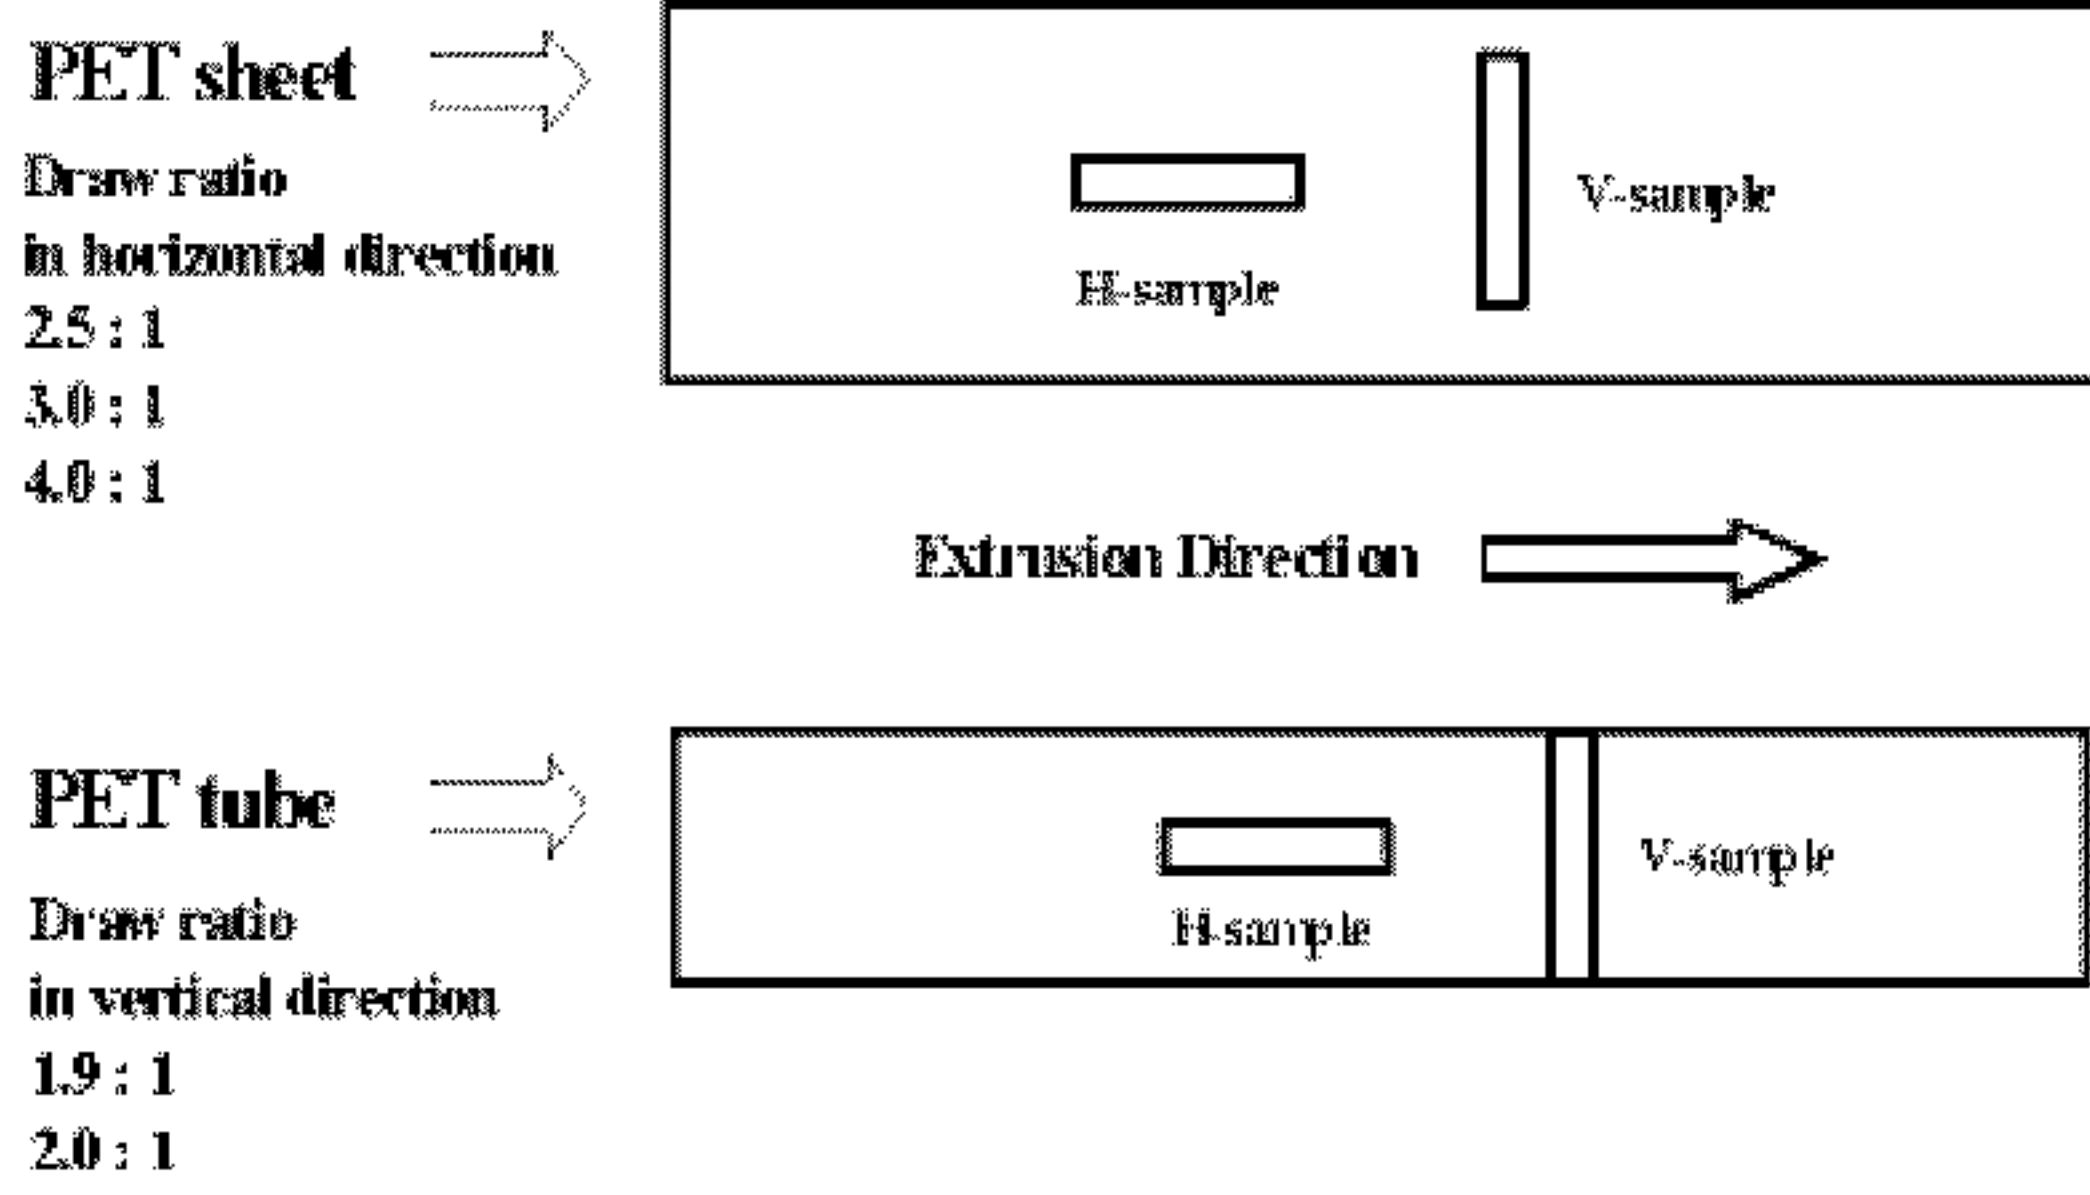 PET sheet
Draw ratio
in horizontal direction
2.5 : 1
3.0 : 1
4.0 : 1
H-sample
V-sample
Extrusion Direction
PET tube
Draw ratio
in vertical direction
1.9 : 1
2.0 : 1
H-sample
V-sample